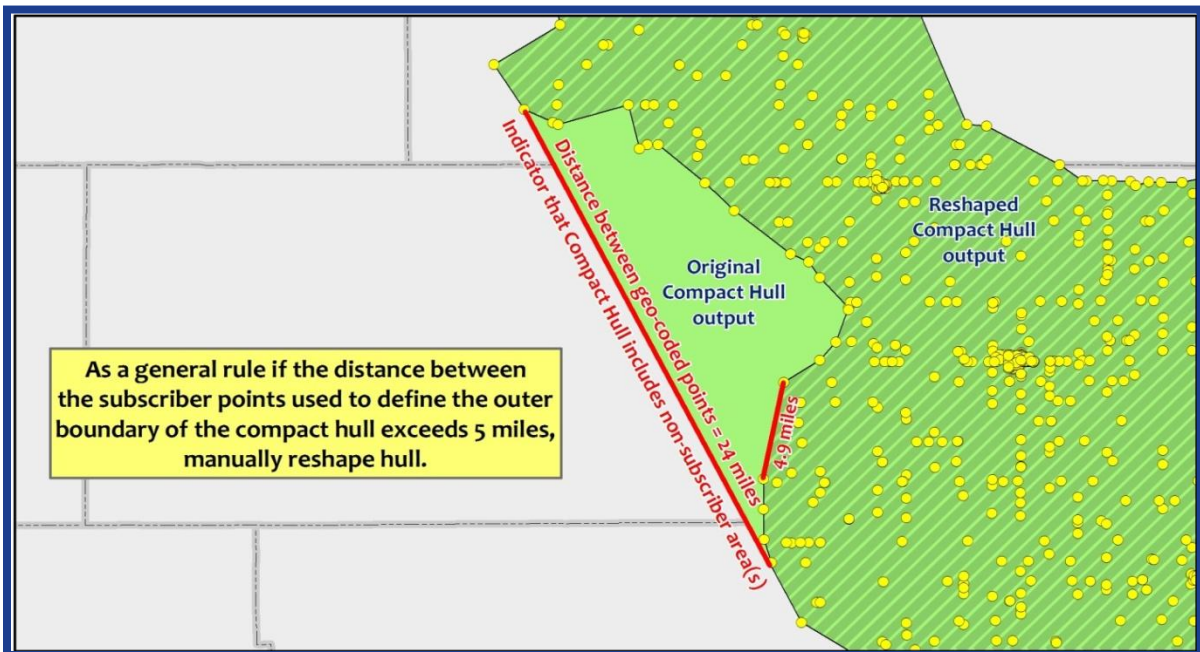 Distance between geo-coded points = 24 miles
Indicator that Compact Hull includes non-subscriber area(s)
Reshaped
Compact Hull
output
Original
Compact Hull
output
4.9 miles
As a general rule if the distance between
the subscriber points used to define the outer
boundary of the compact hull exceeds 5 miles,
manually reshape hull.